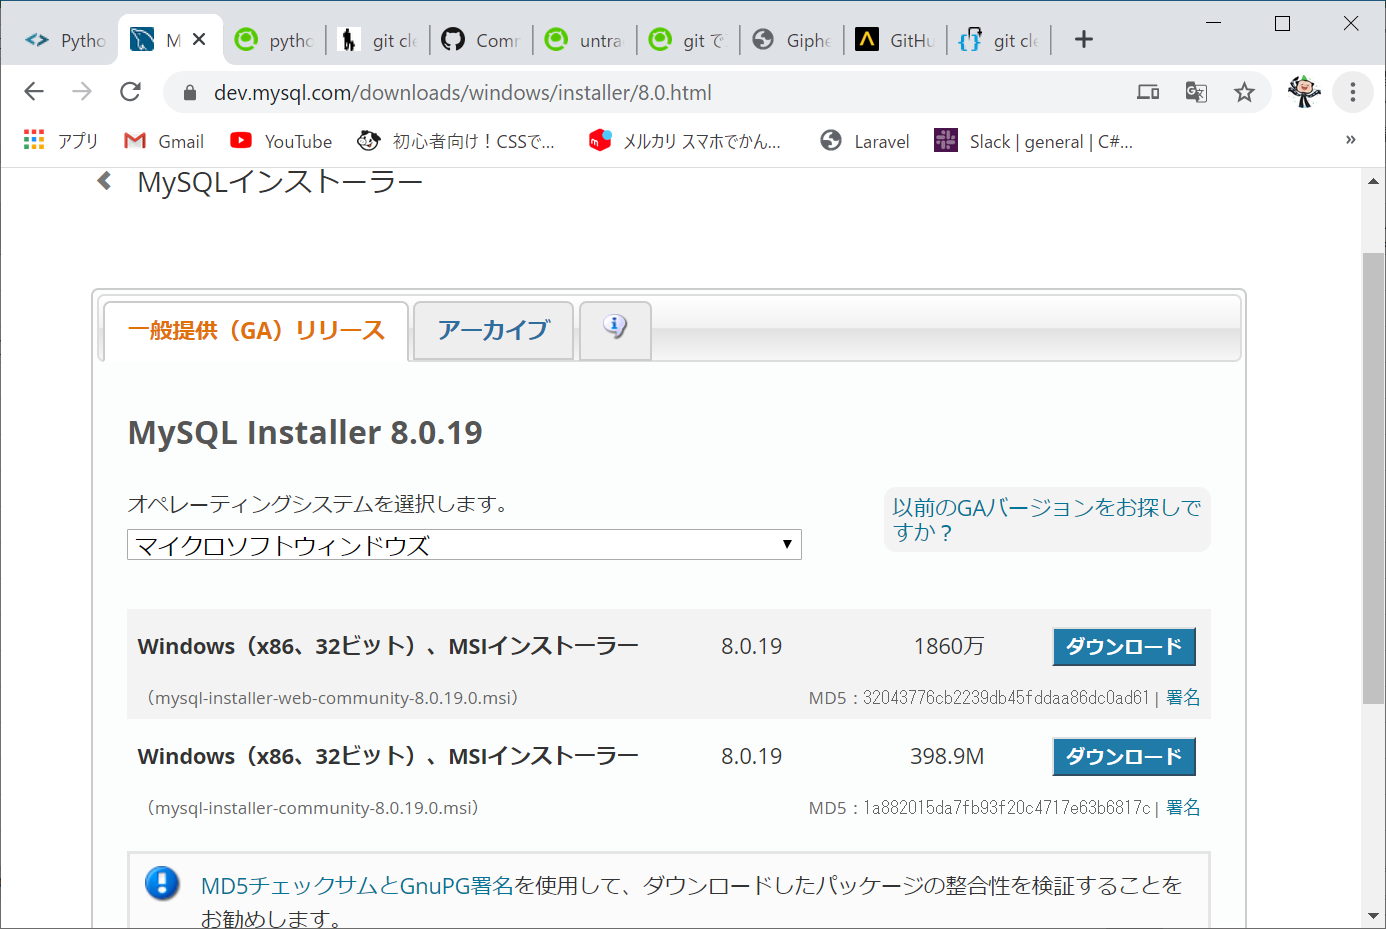 Pytho
M
pytho
git cle
Comm
untra
git で
Giphe
GitHu
git cle
dev.mysql.com/downloads/windows/installer/8.0.html
アプリ
Gmail
YouTube
初心者向け！CSSで...
メルカリ スマホでかん...
Laravel
Slack | general | C#...
»
MySQLインストーラー
一般提供（GA）リリース
アーカイブ
MySQL Installer 8.0.19
オペレーティングシステムを選択します。
マイクロソフトウィンドウズ
以前のGAバージョンをお探しで
すか？
Windows（x86、32ビット）、MSIインストーラー 8.0.19 1860万 ダウンロード
（mysql-installer-web-community-8.0.19.0.msi） MD5：32043776cb2239db45fddaa86dc0ad61 | 署名
Windows（x86、32ビット）、MSIインストーラー 8.0.19 398.9M ダウンロード
（mysql-installer-community-8.0.19.0.msi） MD5：1a882015da7fb93f20c4717e63b6817c | 署名
MD5チェックサムとGnuPG署名を使用して、ダウンロードしたパッケージの整合性を検証することを
お勧めします。